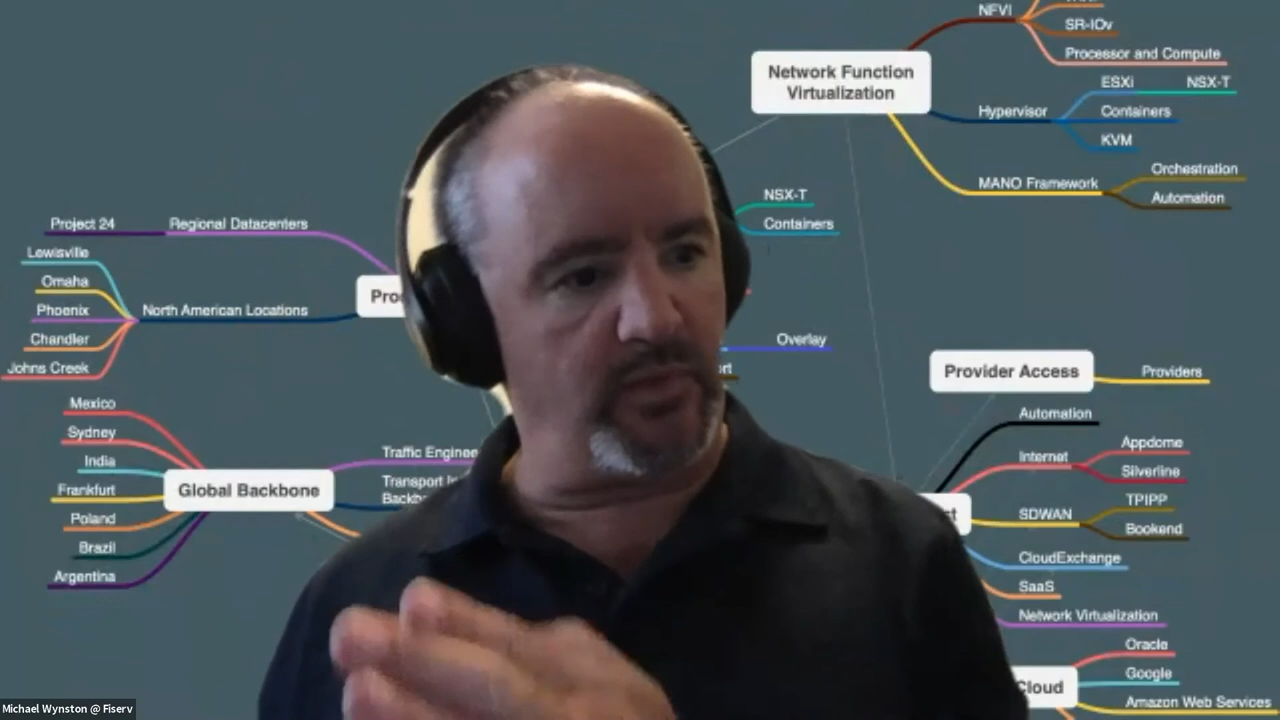 NFVI
SR-IOv
Processor and Compute
Network Function
Virtualization
ESXi
NSX-T
Hypervisor
Containers
KVM
MANO Framework
Orchestration
Automation
NSX-T
Containers
Project 24
Regional Datacenters
Lewisville
Omaha
Phoenix
North American Locations
Chandler
Johns Creek
Overlay
Provider Access
Providers
Mexico
Sydney
India
Frankfurt
Poland
Brazil
Argentina
Global Backbone
Traffic
Transport
Automation
Internet
Appdome
Silverline
SDWAN
TPIPP
Bookend
CloudExchange
SaaS
Network Virtualization
Cloud
Oracle
Google
Amazon Web Services
Michael Wynston @ Fiserv